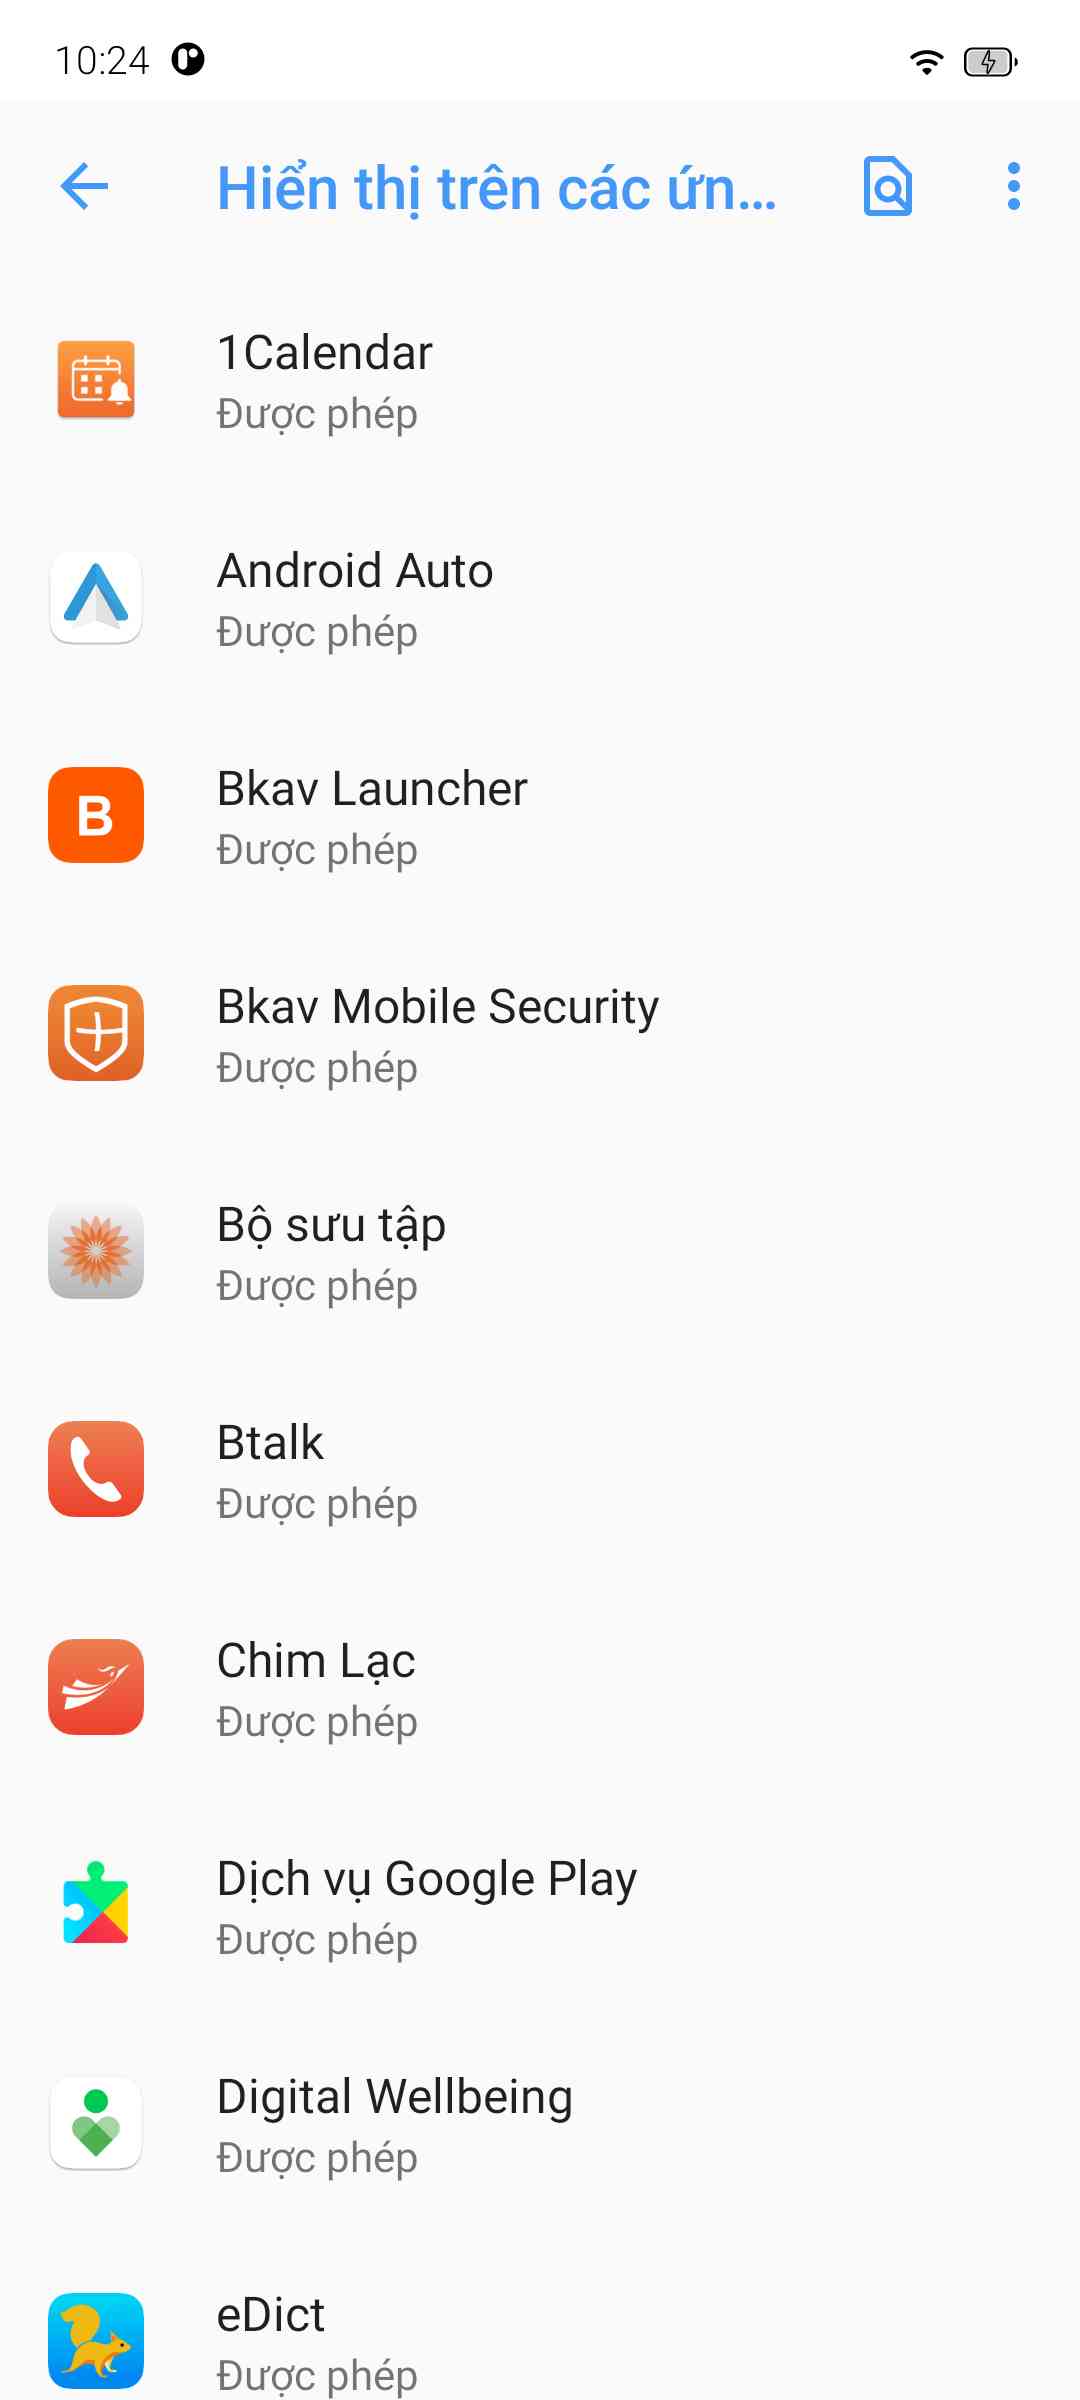 10:24
Hiển thị trên các ứn...
1Calendar
Được phép
Android Auto
Được phép
B
Bkav Launcher
Được phép
Bkav Mobile Security
Được phép
Bộ sưu tập
Được phép
Btalk
Được phép
Chim Lạc
Được phép
Dịch vụ Google Play
Được phép
Digital Wellbeing
Được phép
eDict
Được phép